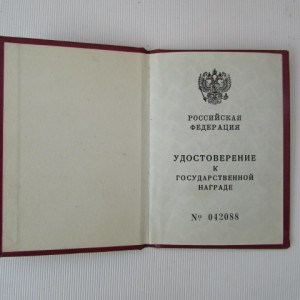 РОССИЙСКАЯ
ФЕДЕРАЦИЯ
УДОСТОВЕРЕНИЕ
К
ГОСУДАРСТВЕННОЙ
НАГРАДЕ
№ 042088